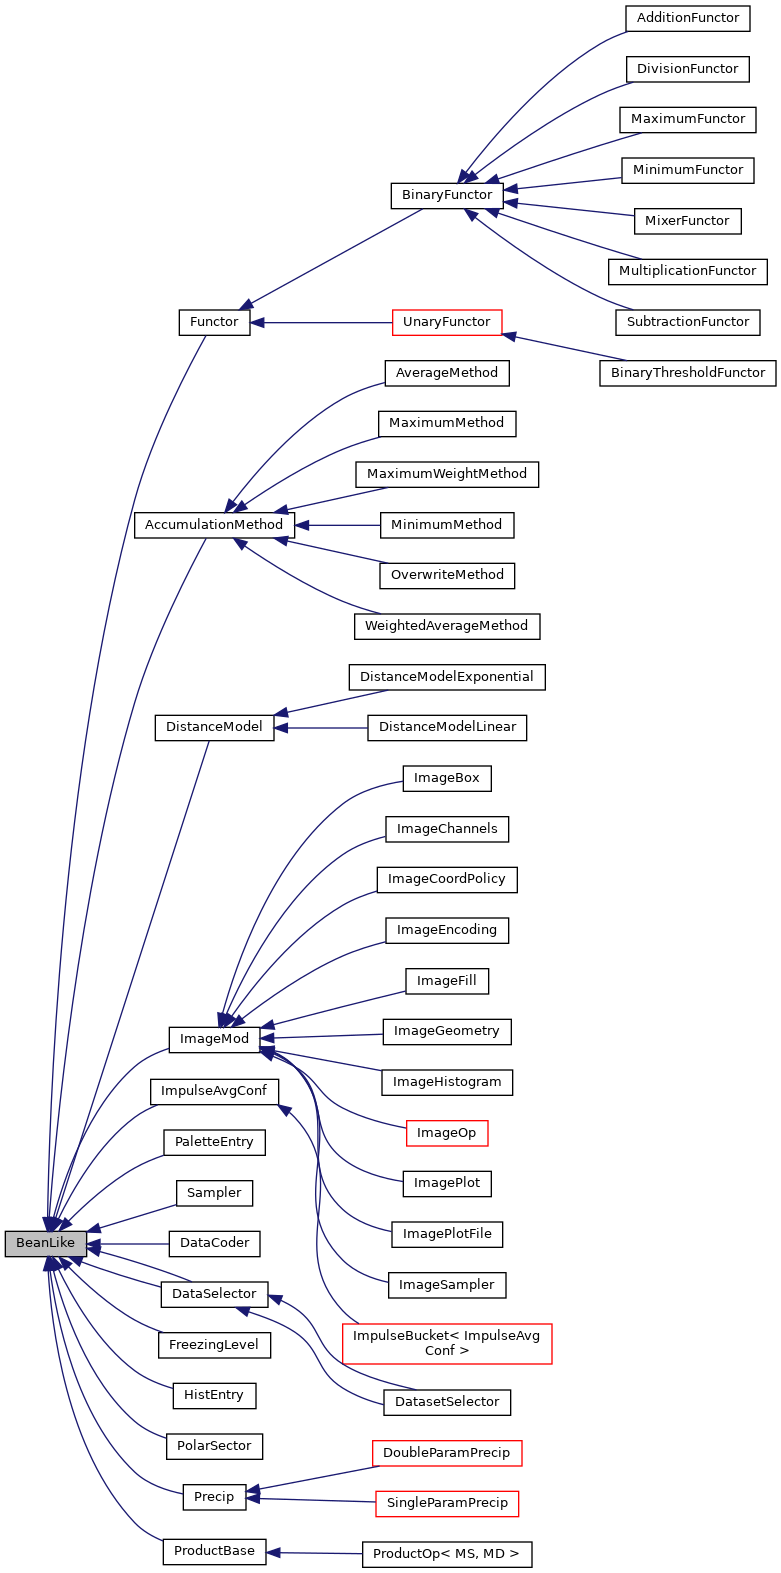 AdditionFunctor
DivisionFunctor
MaximumFunctor
MinimumFunctor
BinaryFunctor
MixerFunctor
MultiplicationFunctor
Functor
UnaryFunctor
SubtractionFunctor
BinaryThresholdFunctor
AverageMethod
MaximumMethod
MaximumWeightMethod
AccumulationMethod
MinimumMethod
OverwriteMethod
WeightedAverageMethod
DistanceModelExponential
DistanceModel
DistanceModelLinear
ImageBox
ImageChannels
ImageCoordPolicy
ImageEncoding
ImageFill
ImageMod
ImageGeometry
ImageHistogram
ImpulseAvgConf
ImageOp
PaletteEntry
ImagePlot
Sampler
ImagePlotFile
BeanLike
DataCoder
ImageSampler
DataSelector
ImpulseBucket< ImpulseAvg
Conf >
FreezingLevel
HistEntry
DatasetSelector
PolarSector
DoubleParamPrecip
Precip
SingleParamPrecip
ProductBase
ProductOp< MS, MD >